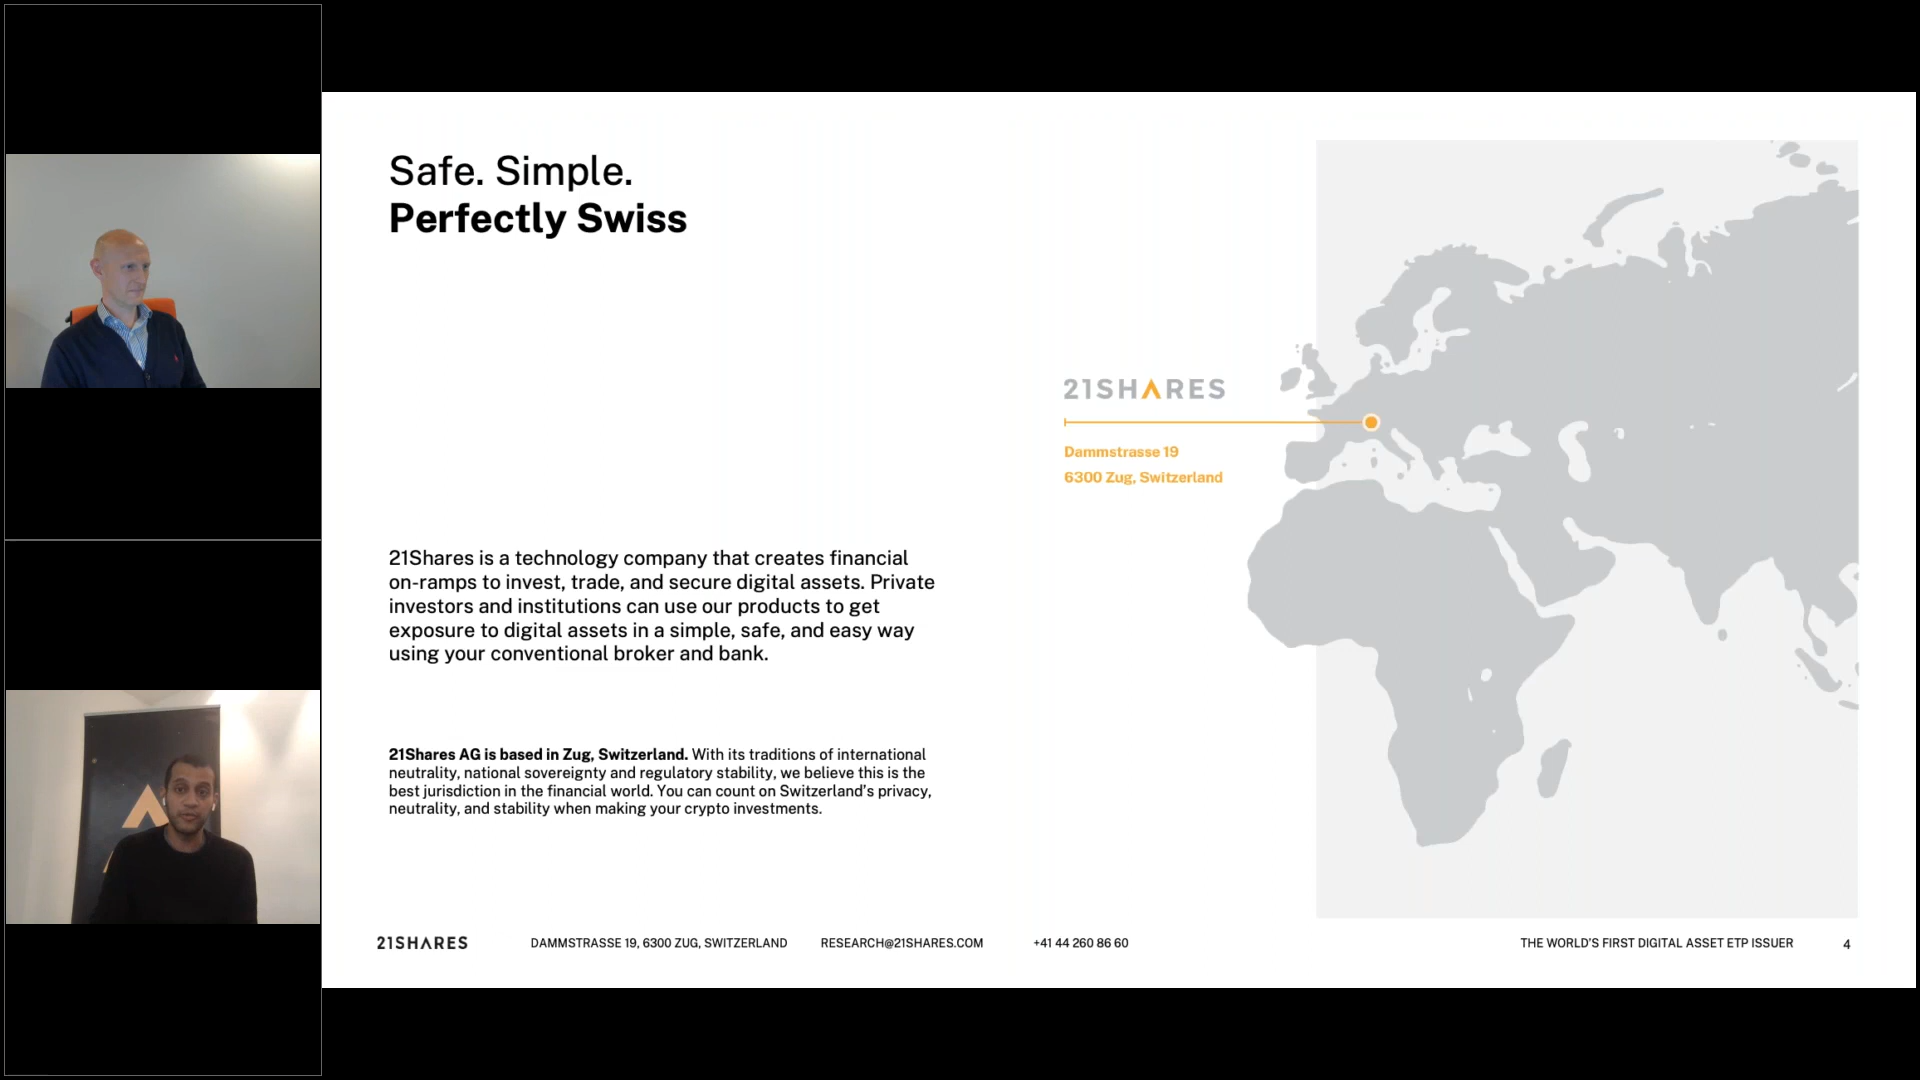 Safe. Simple.
Perfectly Swiss
21SHARES
Dammstrasse 19
6300 Zug, Switzerland
21Shares is a technology company that creates financial
on-ramps to invest, trade, and secure digital assets. Private
investors and institutions can use our products to get
exposure to digital assets in a simple, safe, and easy way
using your conventional broker and bank.
21Shares AG is based in Zug, Switzerland. With its traditions of international
neutrality, national sovereignty and regulatory stability, we believe this is the
best jurisdiction in the financial world. You can count on Switzerland’s privacy,
neutrality, and stability when making your crypto investments.
21SHARES DAMMSTRASSE 19, 6300 ZUG, SWITZERLAND RESEARCH@21SHARES.COM +41 44 260 86 60 THE WORLD’S FIRST DIGITAL ASSET ETP ISSUER 4